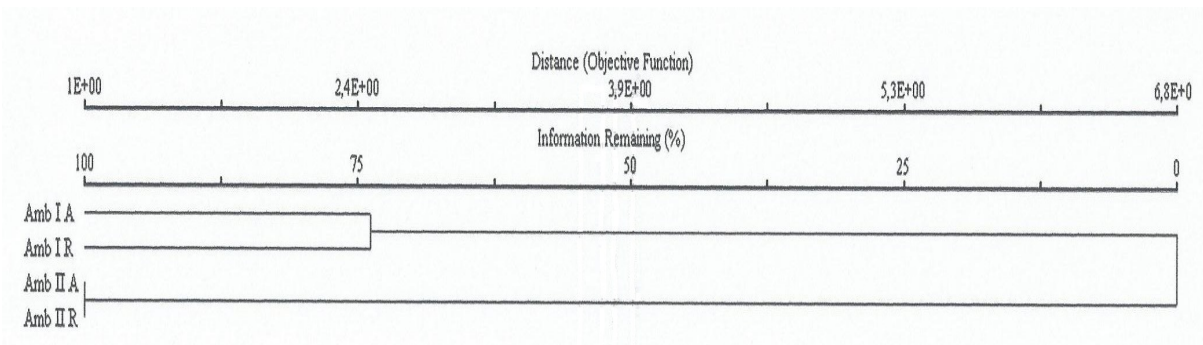 Distance (Objective Function)
1E+00 2,4E+00 3,9E+00 5,3E+00 6,8E+0
Information Remaining (%)
100 75 50 25 0
Amb I A
Amb I R
Amb II A
Amb II R